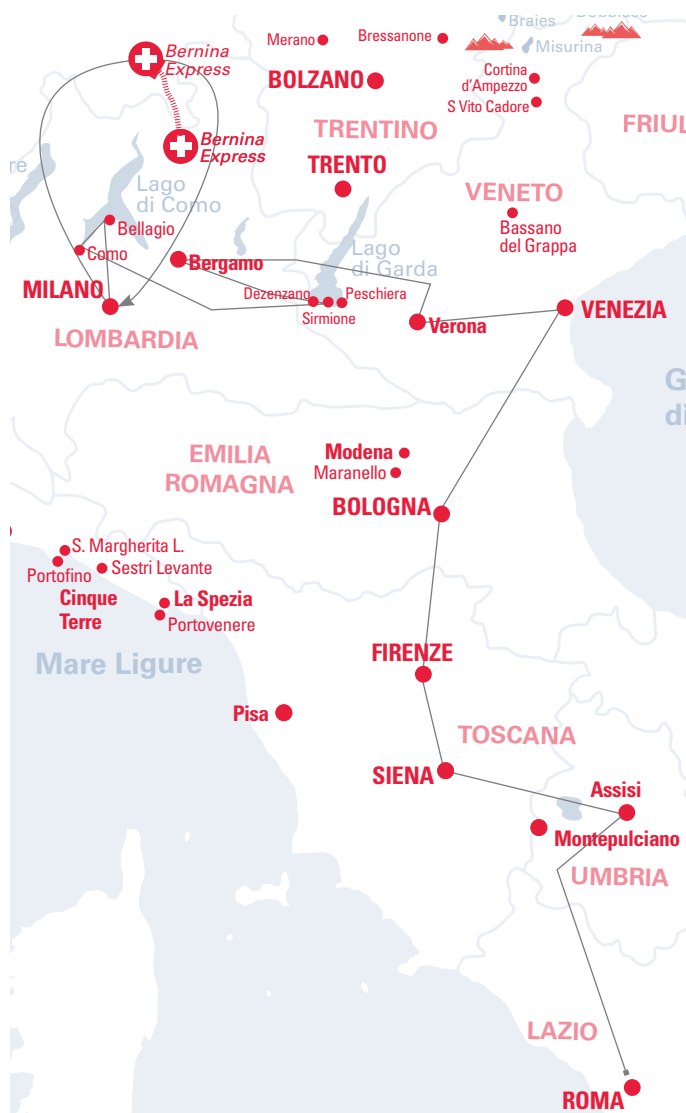 Braies
Bernina
Express
Merano
Bressanone
Misurina
BOLZANO
Cortina
d'Ampezzo
S Vito Cadore
TRENTINO
FRIUL
Bernina
Express
TRENTO
Lago
di Como
VENETO
Bellagio
Bassano
del Grappa
Como
Bergamo
Lago
di Garda
MILANO
Dezenzano
Peschiera
Sirmione
Verona
VENEZIA
LOMBARDIA
G
di
EMILIA
ROMAGNA
Modena
Maranello
BOLOGNA
S. Margherita L.
Portofino
Sestri Levante
Cinque
Terre
La Spezia
Portovenere
FIRENZE
Mare Ligure
Pisa
TOSCANA
SIENA
Assisi
Montepulciano
UMBRIA
LAZIO
ROMA